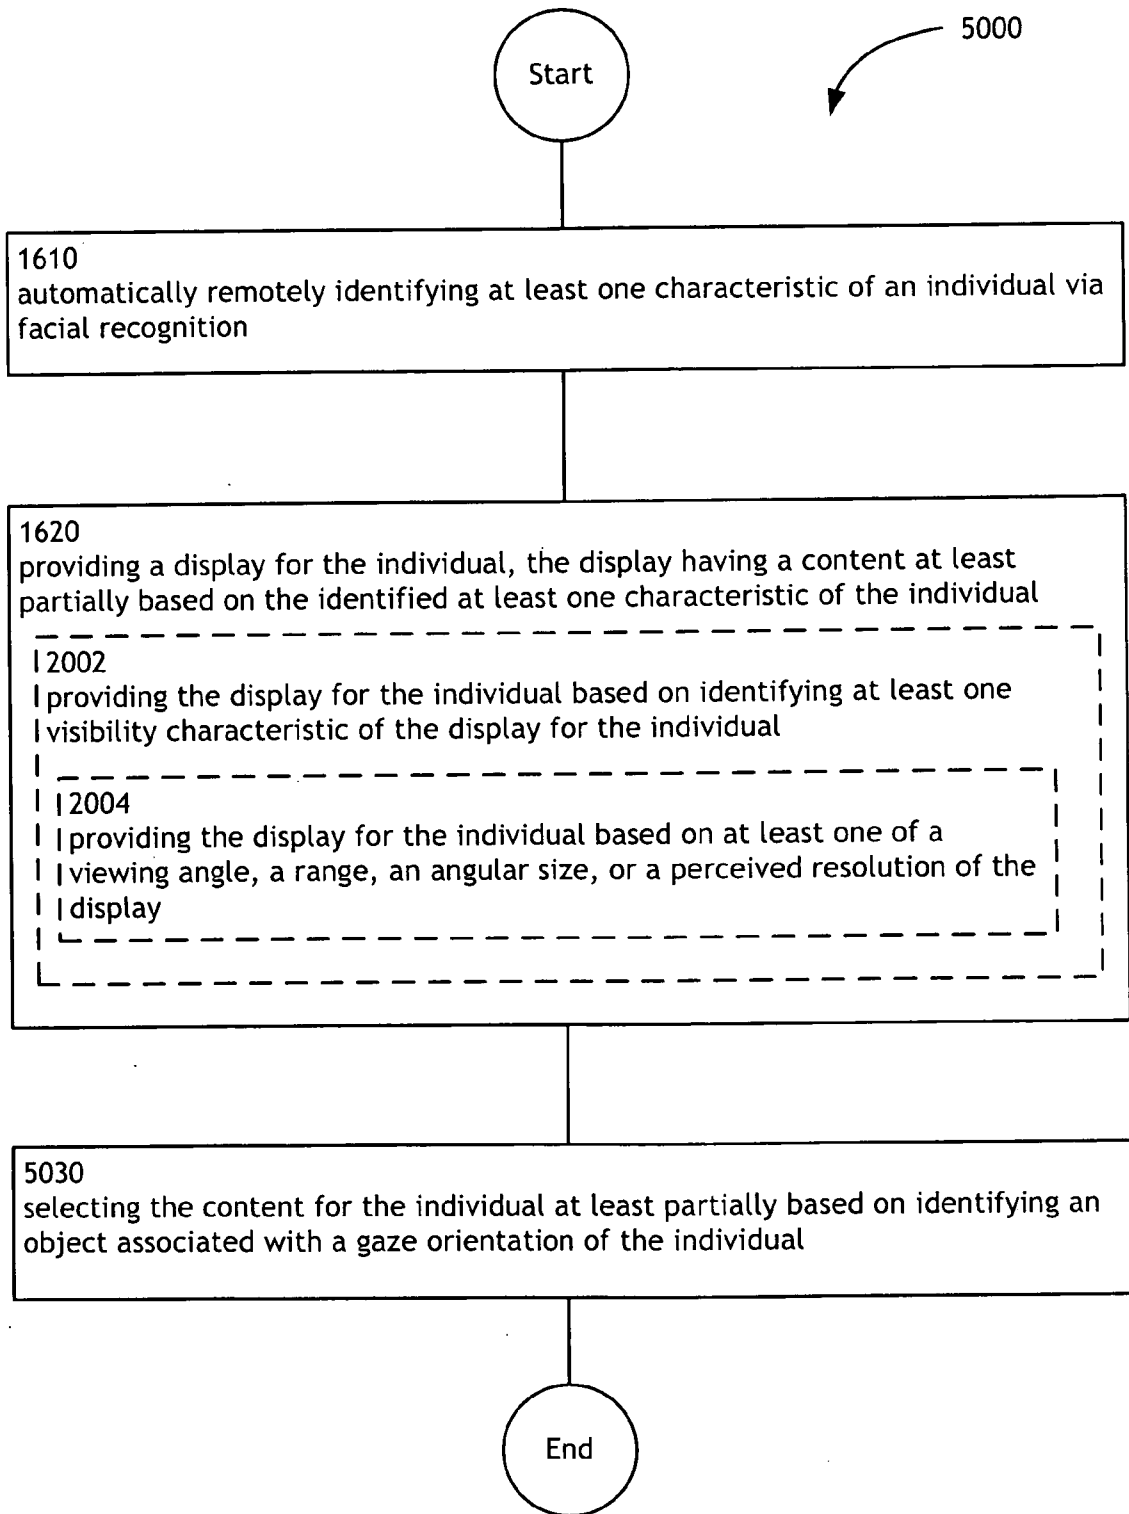 5000
Start
1610
automatically remotely identifying at least one characteristic of an individual via
facial recognition
1620
providing a display for the individual, the display having a content at least
partially based on the identified at least one characteristic of the individual
2002
providing the display for the individual based on identifying at least one
visibility characteristic of the display for the individual
2004
providing the display for the individual based on at least one of a
viewing angle, a range, an angular size, or a perceived resolution of the
display
5030
selecting the content for the individual at least partially based on identifying an
object associated with a gaze orientation of the individual
End